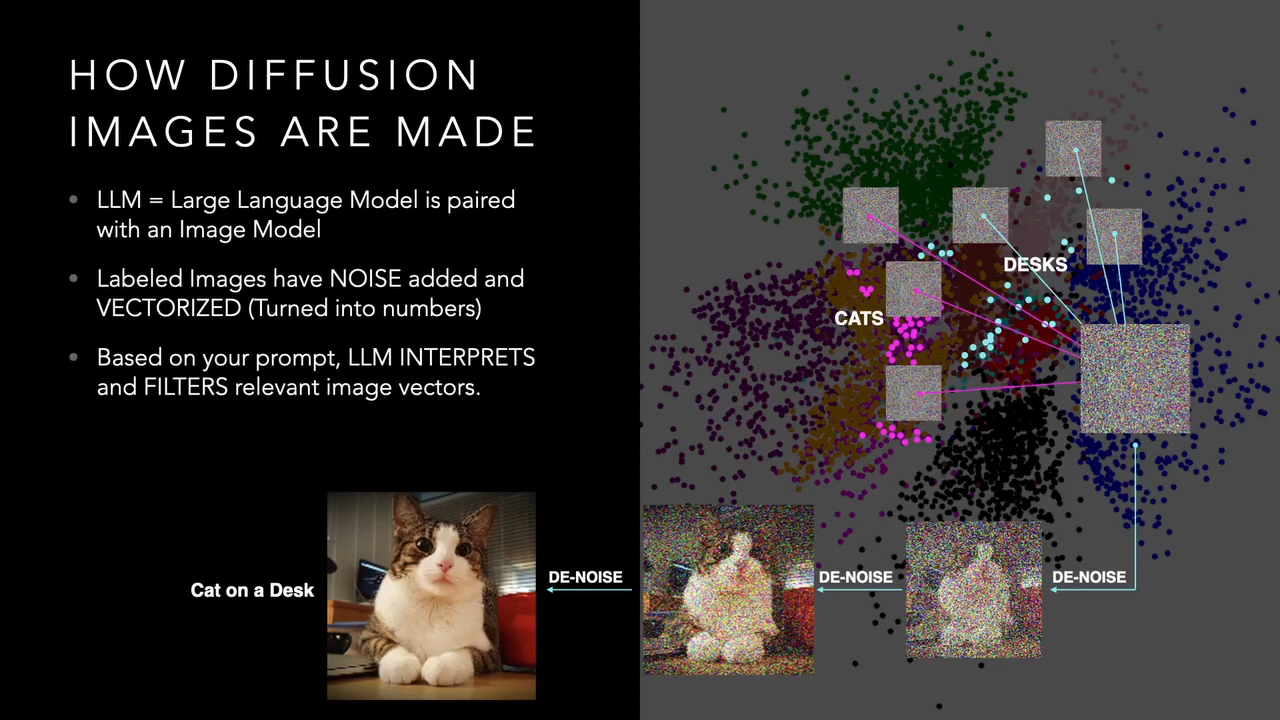 HOW DIFFUSION
IMAGES ARE MADE
LLM = Large Language Model is paired
with an Image Model
Labeled Images have NOISE added and
VECTORIZED (Turned into numbers)
Based on your prompt, LLM INTERPRETS
and FILTERS relevant image vectors.
DESKS
CATS
Cat on a Desk
DE-NOISE
DE-NOISE
DE-NOISE